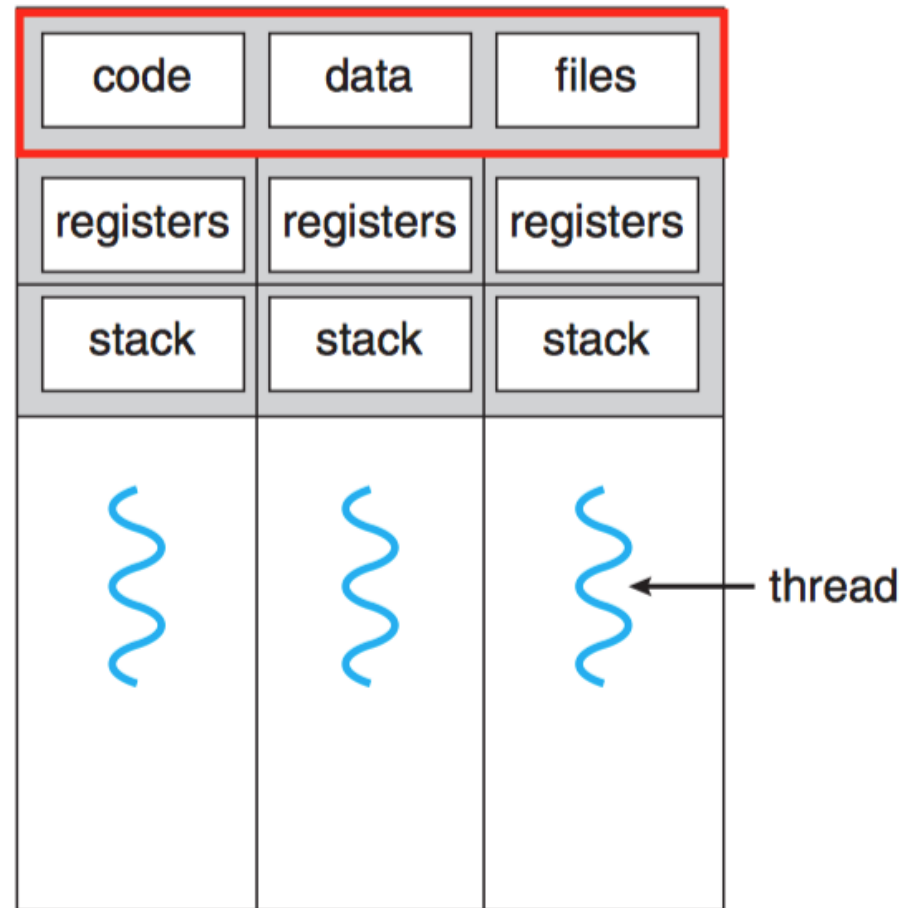 code data files
registers registers registers
stack stack stack
thread